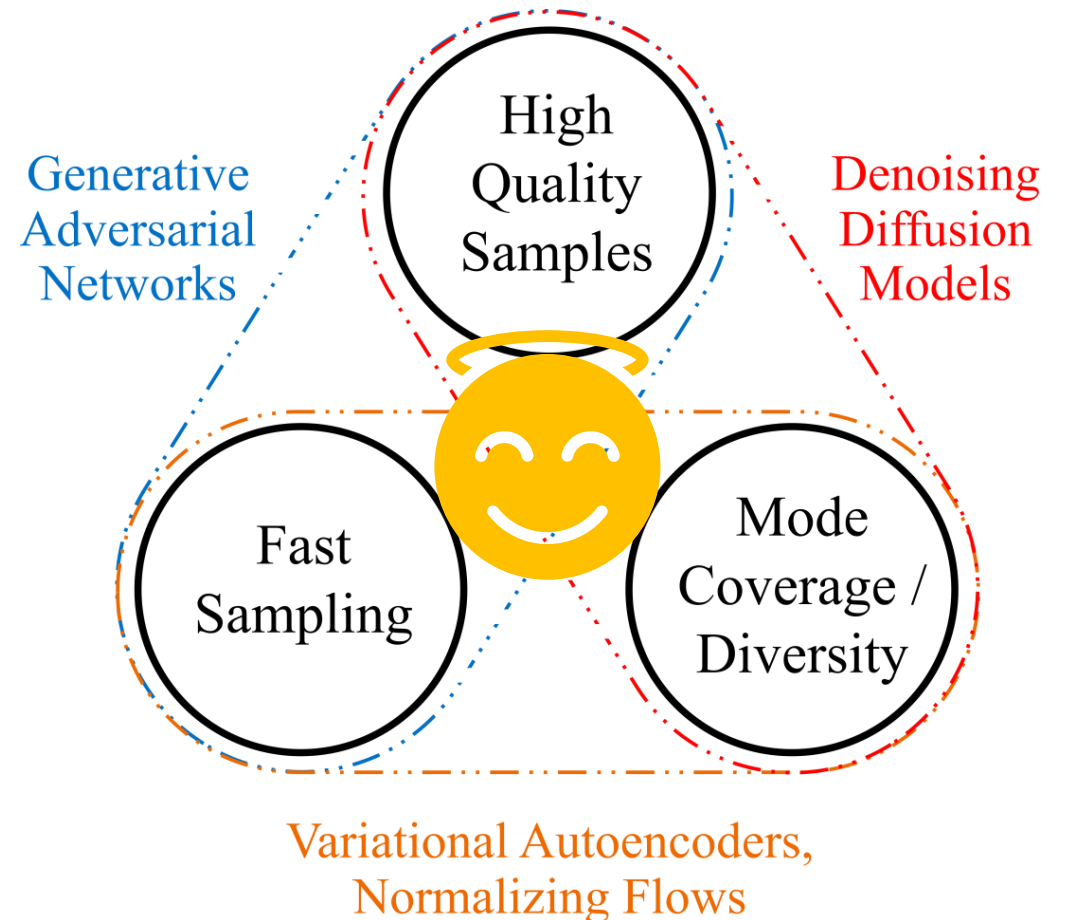 High
Quality
Samples
Generative
Adversarial
Networks
Denoising
Diffusion
Models
Fast
Sampling
Mode
Coverage /
Diversity
Variational Autoencoders,
Normalizing Flows